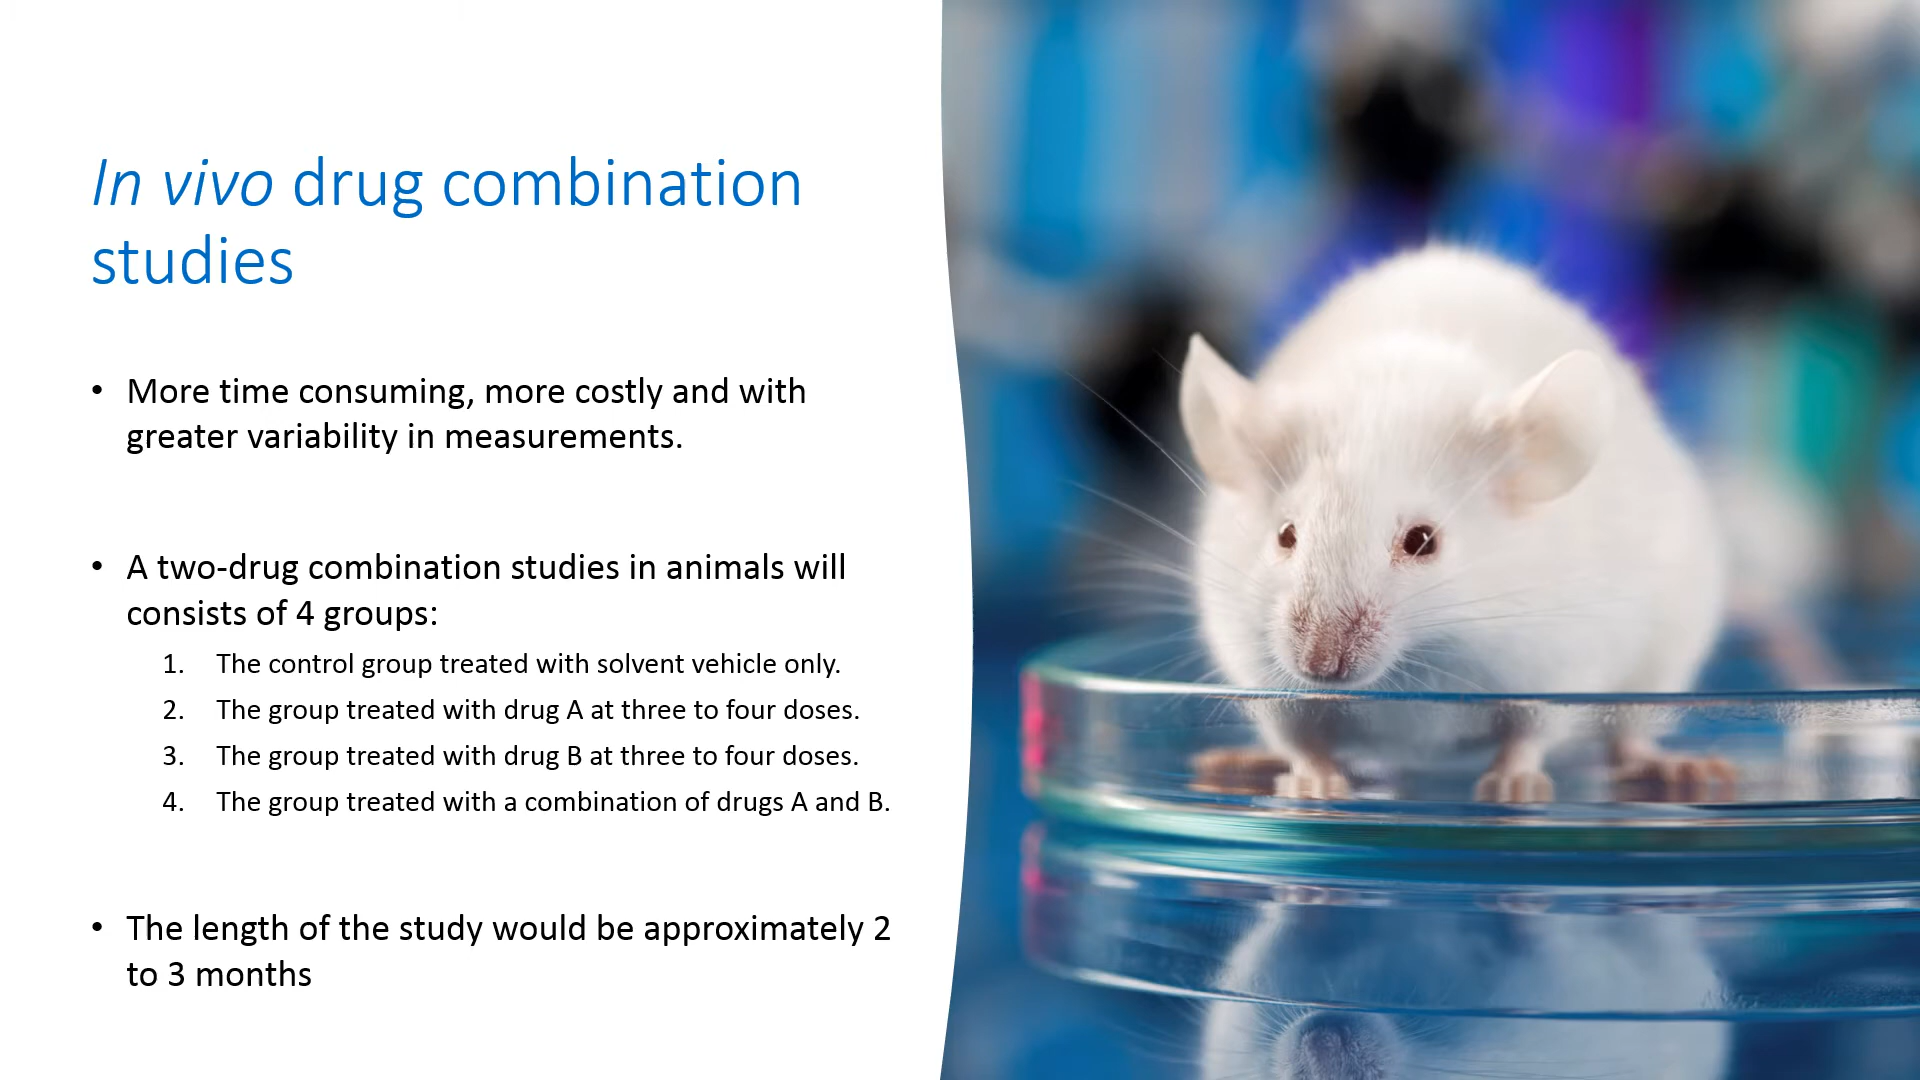 In vivo drug combination
studies
• More time consuming, more costly and with
greater variability in measurements.
• A two-drug combination studies in animals will
consists of 4 groups:
1. The control group treated with solvent vehicle only.
2. The group treated with drug A at three to four doses.
3. The group treated with drug B at three to four doses.
4. The group treated with a combination of drugs A and B.
• The length of the study would be approximately 2
to 3 months